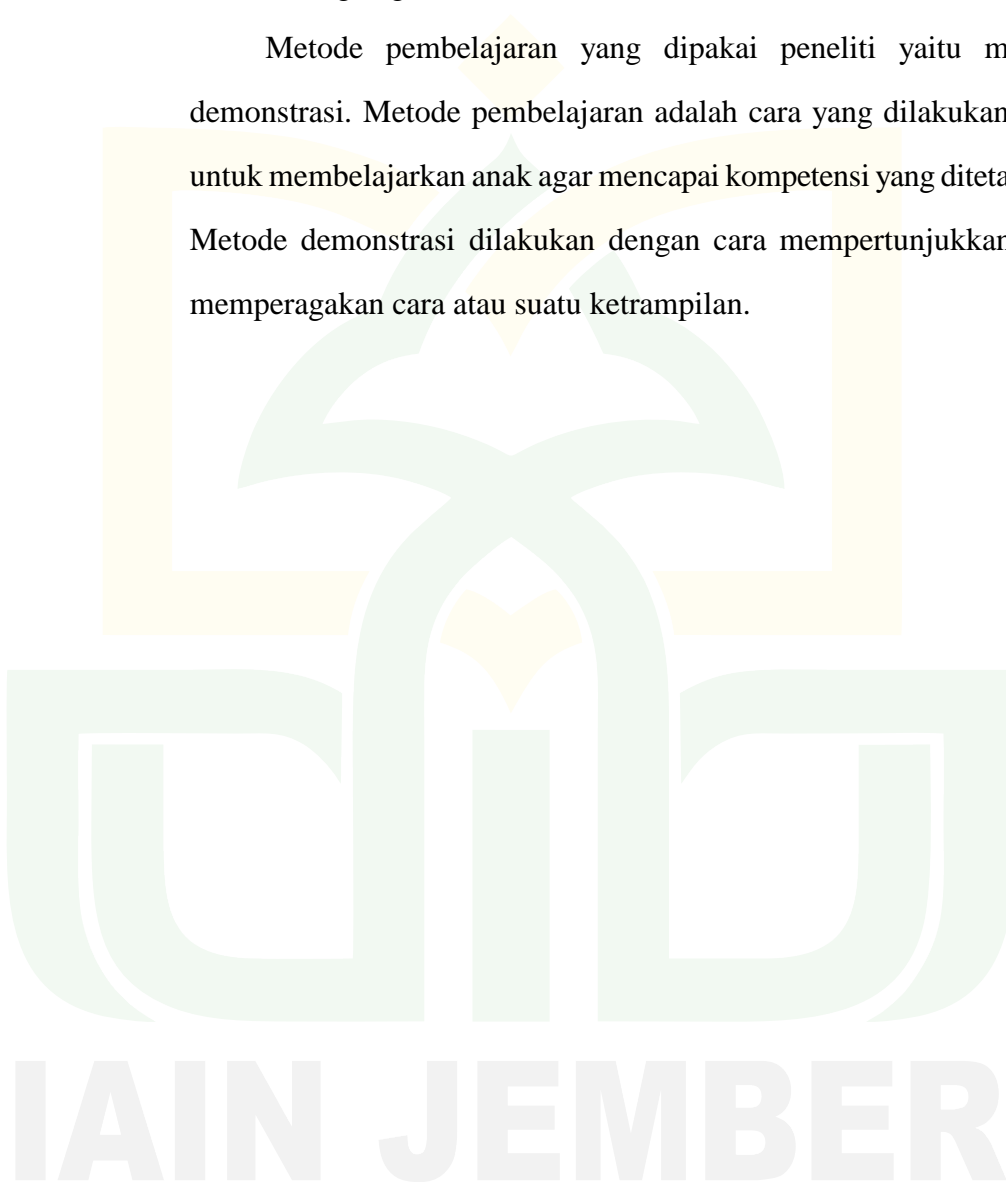 Metode pembelajaran yang dipakai peneliti yaitu m
demonstrasi. Metode pembelajaran adalah cara yang dilakukan
untuk membelajarkan anak agar mencapai kompetensi yang diteta
Metode demonstrasi dilakukan dengan cara mempertunjukkan
memperagakan cara atau suatu ketrampilan.
IAIN JEMBER